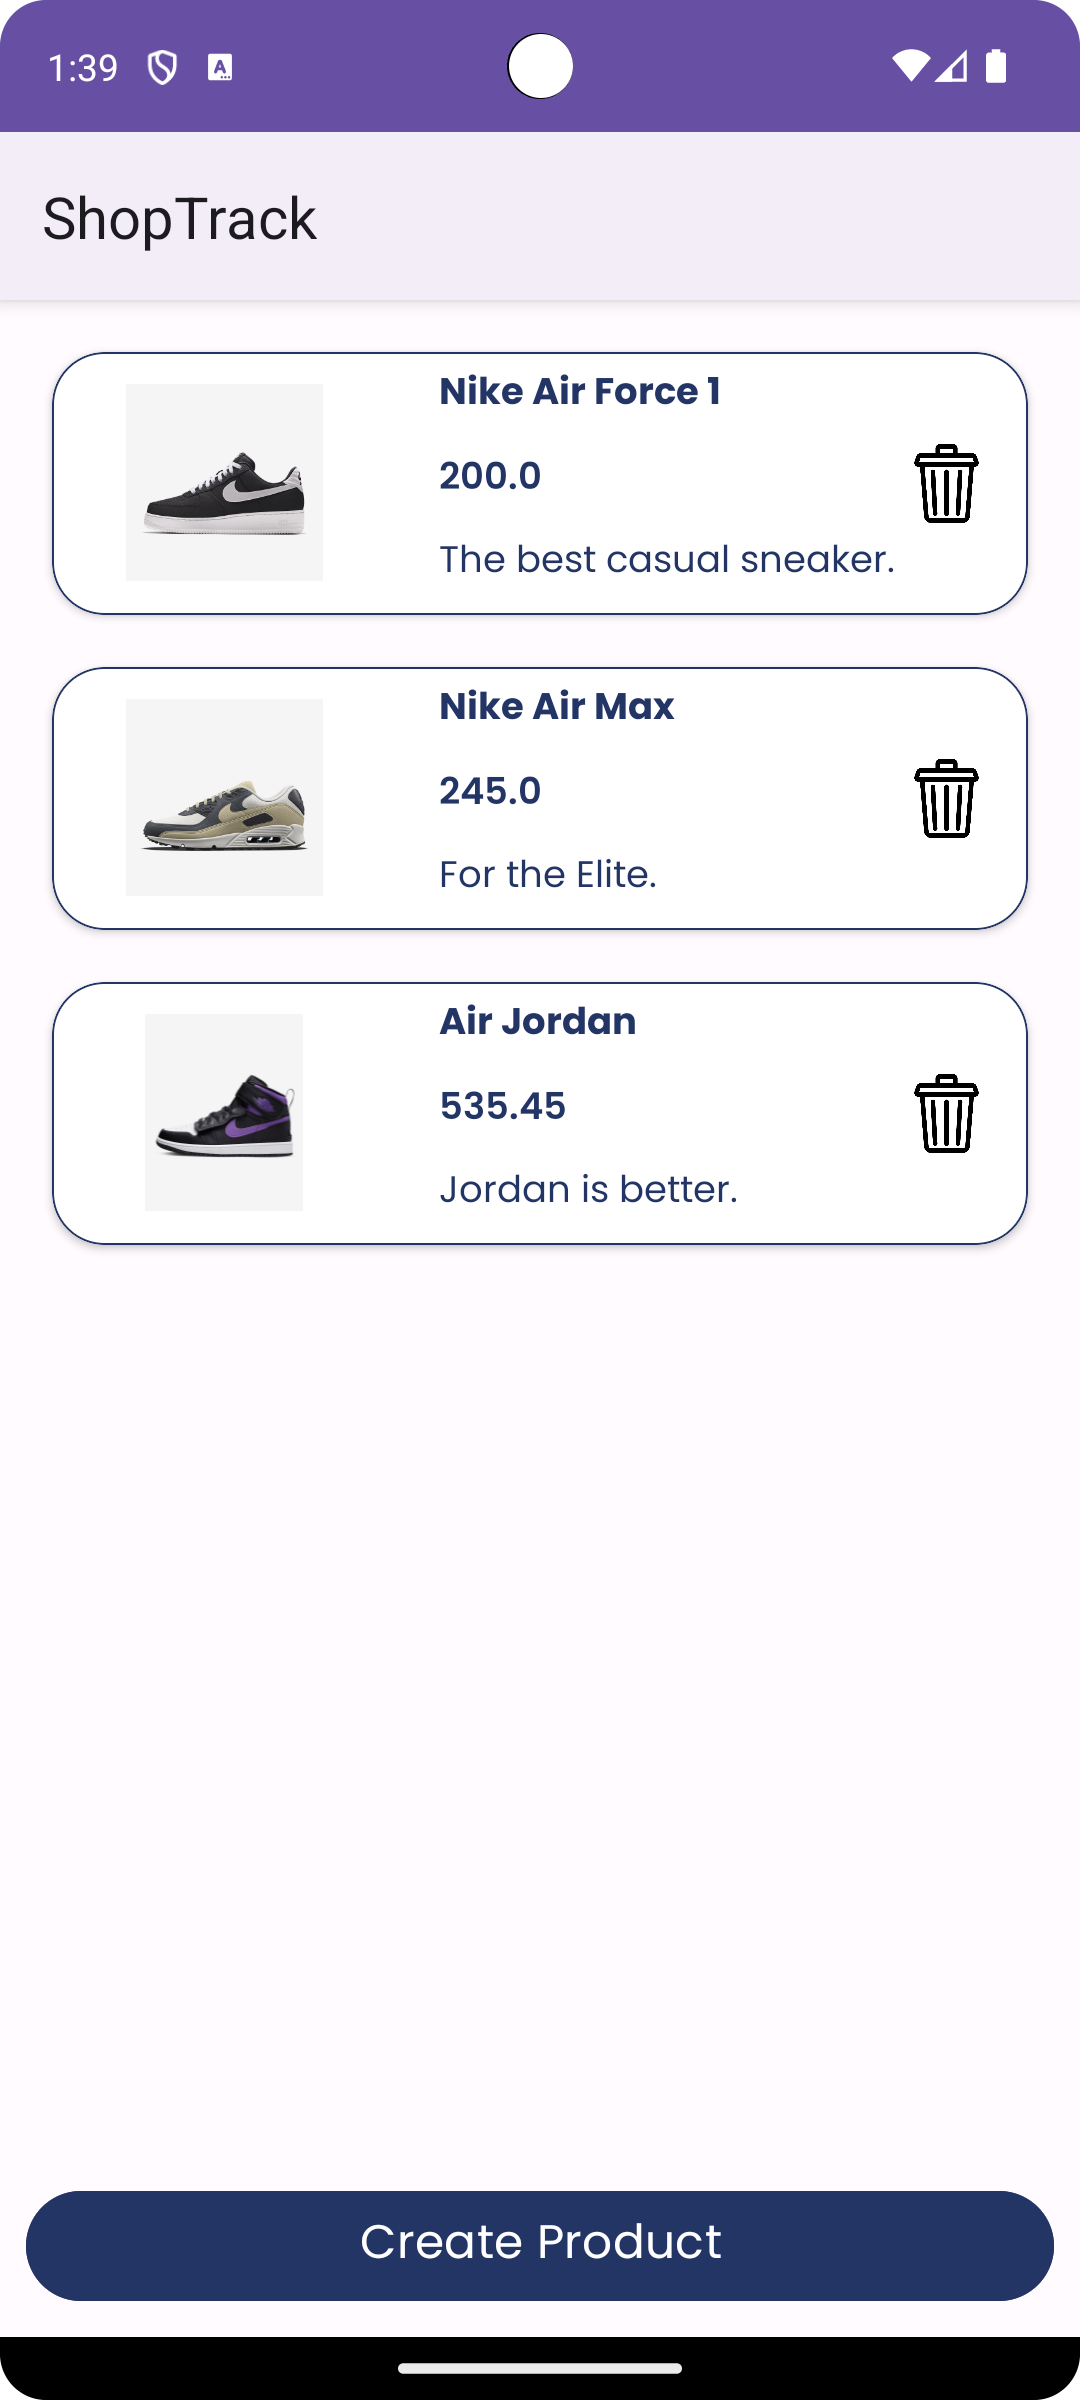 1:39
ShopTrack
Nike Air Force 1
200.0
The best casual sneaker.
Nike Air Max
245.0
For the Elite.
Air Jordan
535.45
Jordan is better.
Create Product